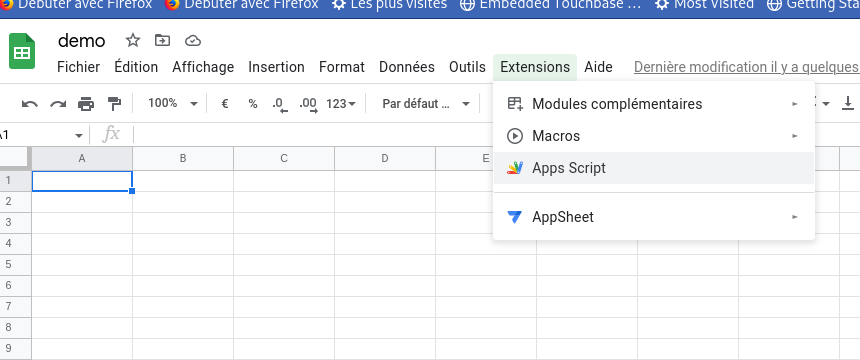 Débuter avec Firefox Débuter avec Firefox Les plus visités Embedded Touchbase ... Most Visited Getting Sta
demo
Fichier Édition Affichage Insertion Format Données Outils Extensions Aide Dernière modification il y a quelques
100% € % .0 .00 123 Par défaut ...
A1 fx
Modules complémentaires
Macros
Apps Script
AppSheet
A B C D E
1
2
3
4
5
6
7
8
9